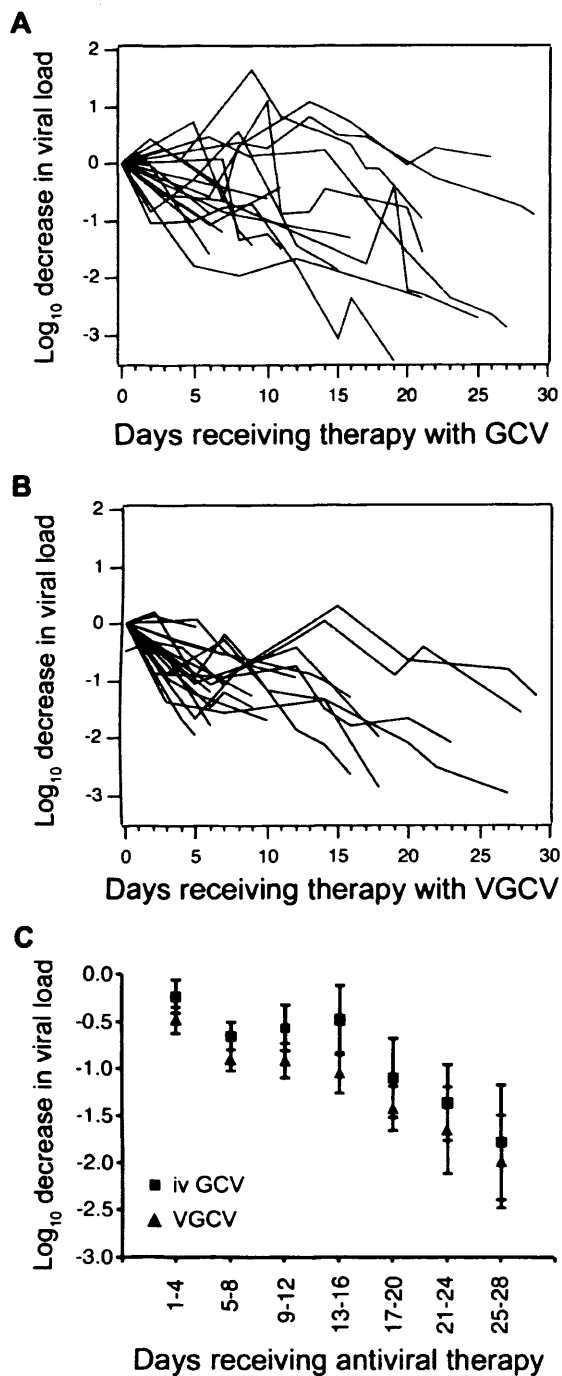 A
Log10 decrease in viral load
2
1
0
-1
-2
-3
0 5 10 15 20 25 30
Days receiving therapy with GCV
B
Log10 decrease in viral load
2
1
0
-1
-2
-3
0 5 10 15 20 25 30
Days receiving therapy with VGCV
C
Log10 decrease in viral load
0.0
-0.5
-1.0
-1.5
-2.0
-2.5
-3.0
iv GCV
VGCV
1-4 5-8 9-12 13-16 17-20 21-24 25-28
Days receiving antiviral therapy